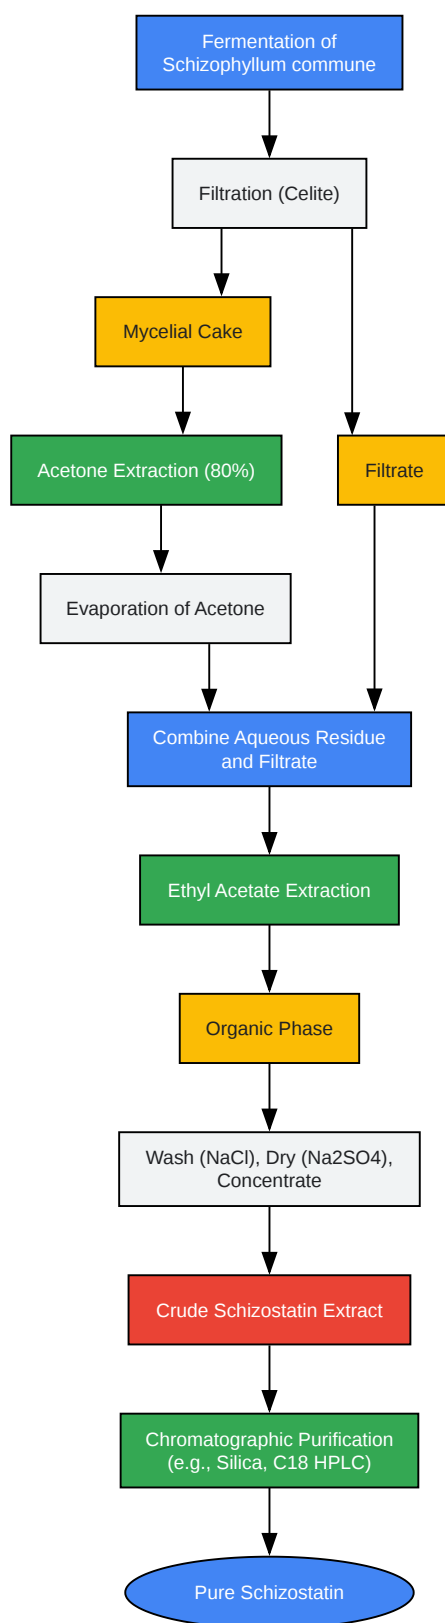 Fermentation of
Schizophyllum commune
Filtration (Celite)
Mycelial Cake
Acetone Extraction (80%)
Filtrate
Evaporation of Acetone
Combine Aqueous Residue
and Filtrate
Ethyl Acetate Extraction
Organic Phase
Wash (NaCl), Dry (Na2SO4),
Concentrate
Crude Schizostatin Extract
Chromatographic Purification
(e.g., Silica, C18 HPLC)
Pure Schizostatin